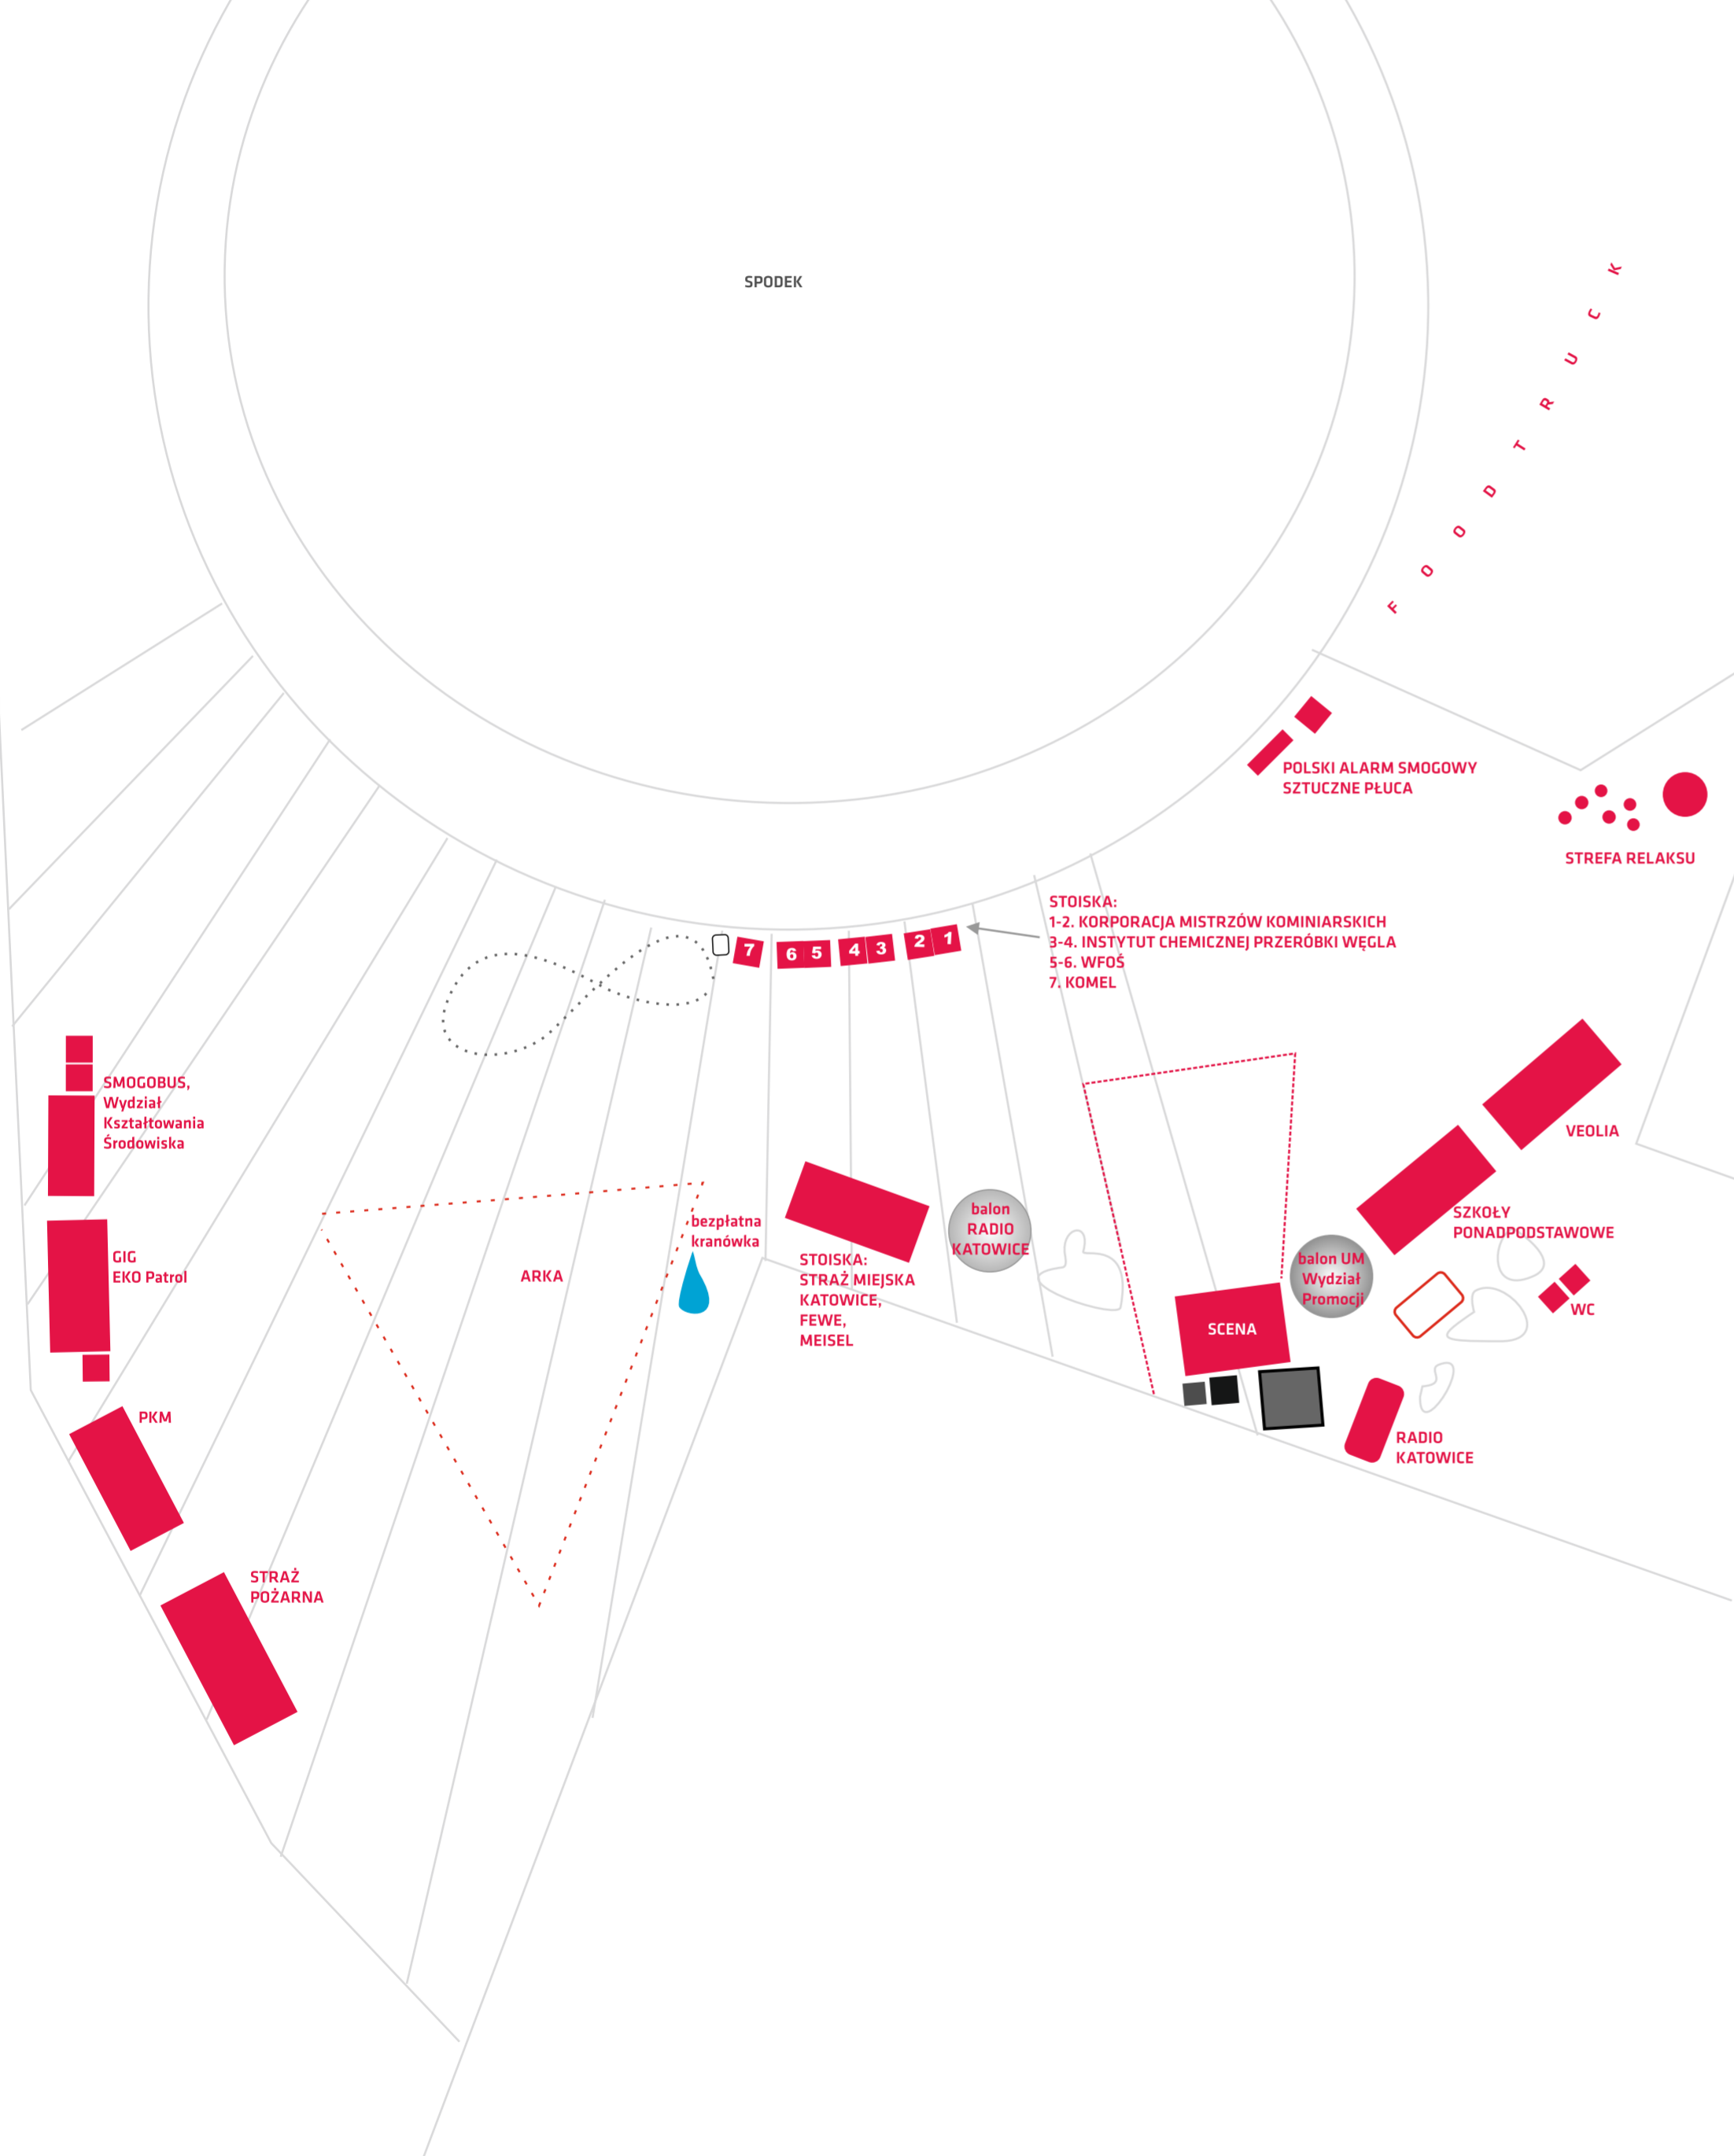 SPODEK
FOOD TRUCK
POLSKI ALARM SMOGOWY
SZTUCZNE PŁUCA
STREFA RELAKSU
STOISKA:
1-2. KORPORACJA MISTRZÓW KOMINIARSKICH
3-4. INSTYTUT CHEMICZNEJ PRZERÓBKI WĘGLA
5-6. WFOŚ
7. KOMEL
7 6 5 4 3 2 1
SMOGOBUS,
Wydział
Kształtowania
Środowiska
VEOLIA
SZKOŁY
PONADPODSTAWOWE
bezpłatna
kranówka
balon
RADIO
KATOWICE
GIG
EKO Patrol
ARKA
STOISKA:
STRAŻ MIEJSKA
KATOWICE,
FEWE,
MEISEL
balon UM
Wydział
Promocji
WC
SCENA
PKM
RADIO
KATOWICE
STRAŻ
POŻARNA